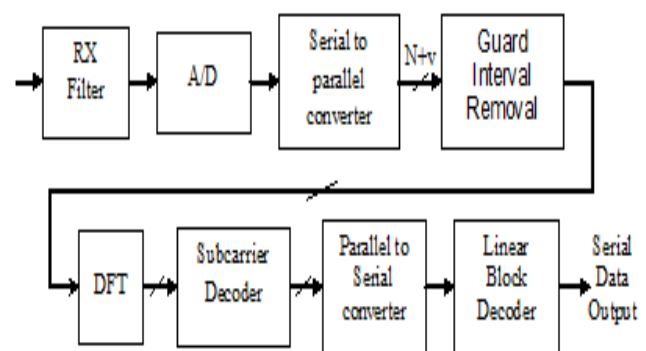 RX
Filter
A/D
Serial to
parallel
converter
N+v
Guard
Interval
Removal
DFT
Subcarrier
Decoder
Parallel to
Serial
converter
Linear
Block
Decoder
Serial
Data
Output